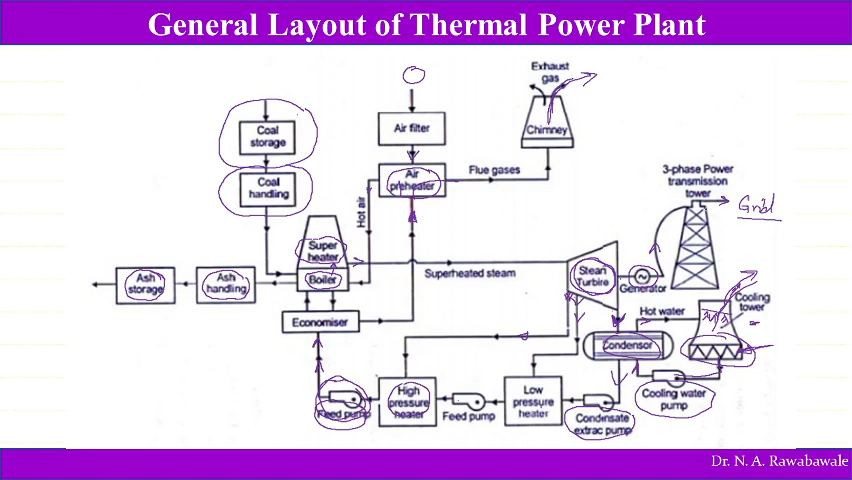 General Layout of Thermal Power Plant
Exhaust
gas
Coal
storage
Air filter
Chimney
Air
preheater
Flue gases
3-phase Power
transmission
tower
Coal
handling
Hot air
Grid
Super
heater
Superheated steam
Stean
Turbire
Generator
Ash
storage
Ash
handling
Boiler
Cooling
tower
Hot water
Economiser
Condensor
High
pressure
heater
Low
pressure
heater
Cooling water
pump
Feed pump
Feed pump
Condensate
extrac pump
Dr. N. A. Rawabawale